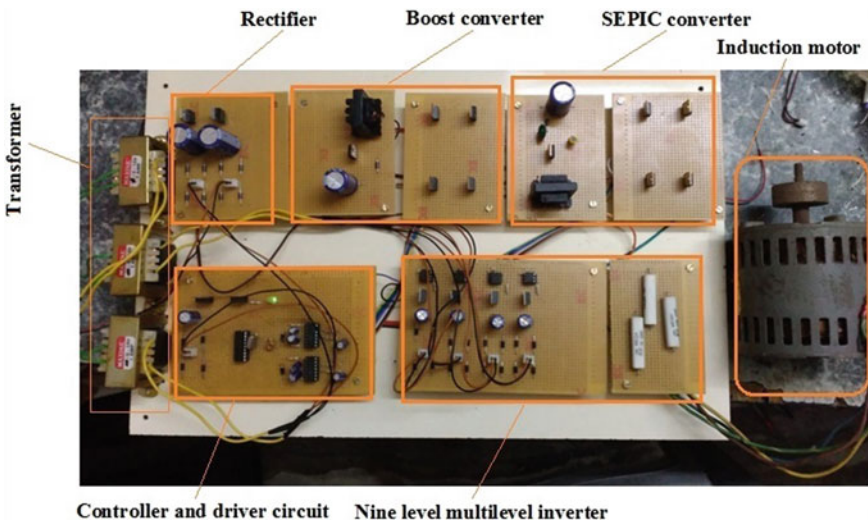 Rectifier
Boost converter
SEPIC converter
Induction motor
Transformer
Controller and driver circuit
Nine level multilevel inverter